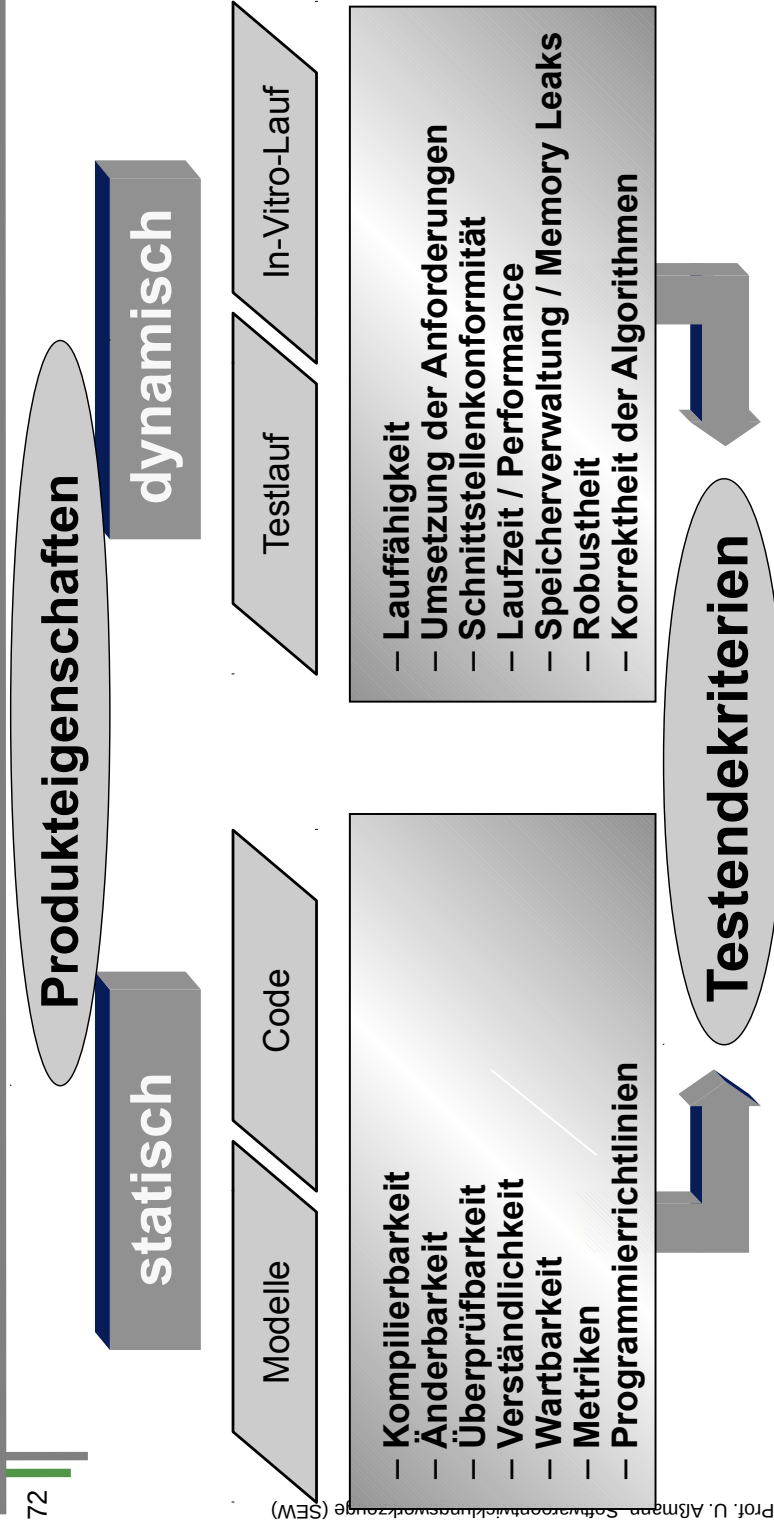 72
Produkteigenschaften
statisch
dynamisch
Modelle
Code
Testlauf
In-Vitro-Lauf
– Kompilierbarkeit
– Änderbarkeit
– Überprüfbarkeit
– Verständlichkeit
– Wartbarkeit
– Metriken
– Programmierrichtlinien
– Lauffähigkeit
– Umsetzung der Anforderungen
– Schnittstellenkonformität
– Laufzeit / Performance
– Speicherverwaltung / Memory Leaks
– Robustheit
– Korrektheit der Algorithmen
Testendekriterien
Prof. U. Aßmann, Softwareentwicklungswerkzeuge (SEW)